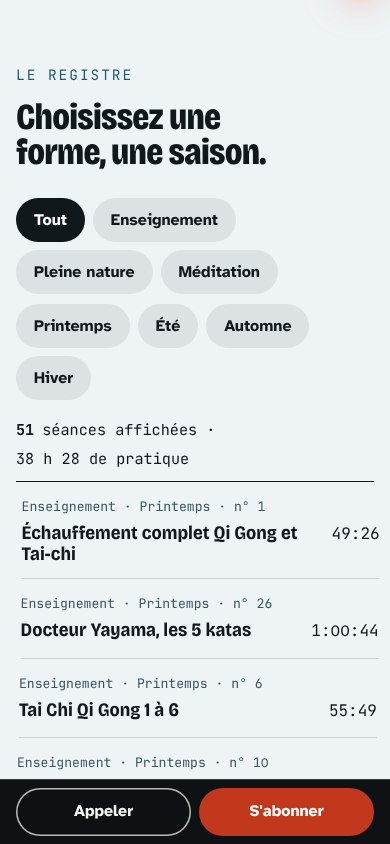 LE REGISTRE
Choisissez une
forme, une saison.
Tout
Enseignement
Pleine nature
Méditation
Printemps
Été
Automne
Hiver
51 séances affichées ·
38 h 28 de pratique
Enseignement · Printemps · n° 1
Échauffement complet Qi Gong et
Tai-chi
49:26
Enseignement · Printemps · n° 26
Docteur Yayama, les 5 katas
1:00:44
Enseignement · Printemps · n° 6
Tai Chi Qi Gong 1 à 6
55:49
Enseignement · Printemps · n° 10
Appeler
S'abonner